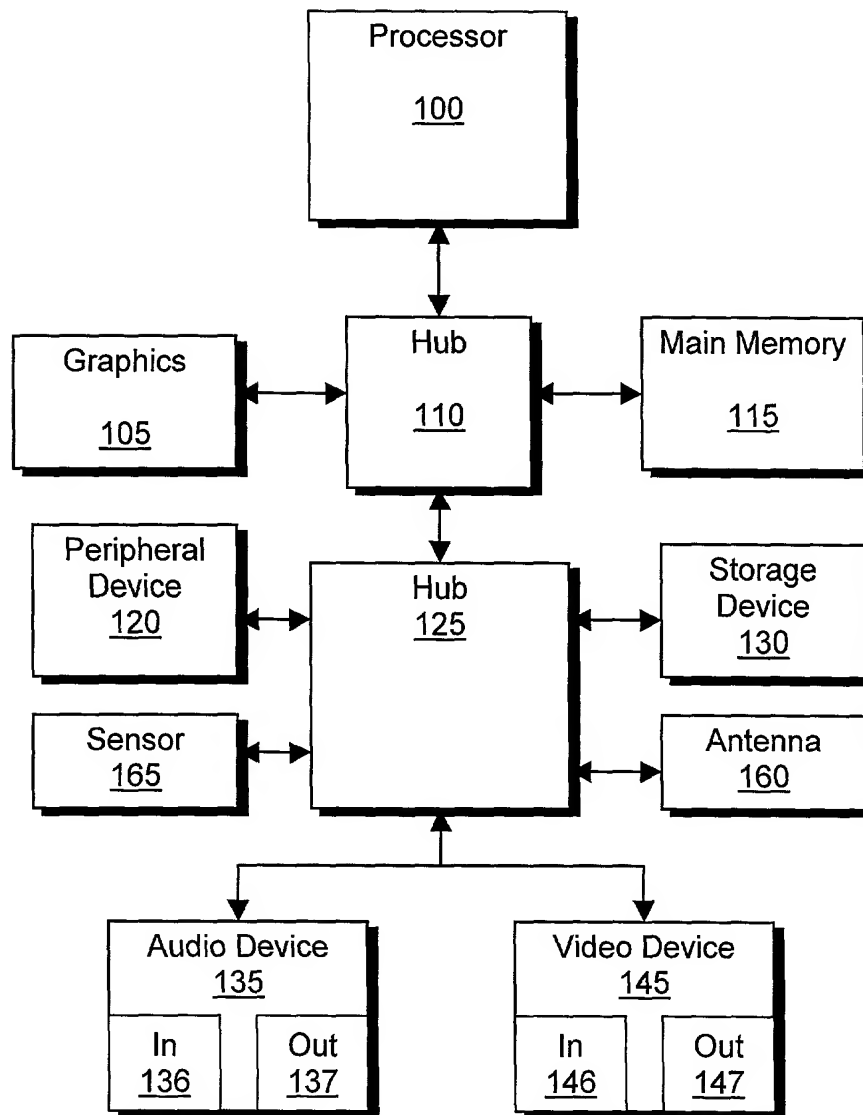 Processor
100
Graphics
105
Hub
110
Main Memory
115
Peripheral
Device
120
Hub
125
Storage
Device
130
Sensor
165
Antenna
160
Audio Device
135
In
136
Out
137
Video Device
145
In
146
Out
147